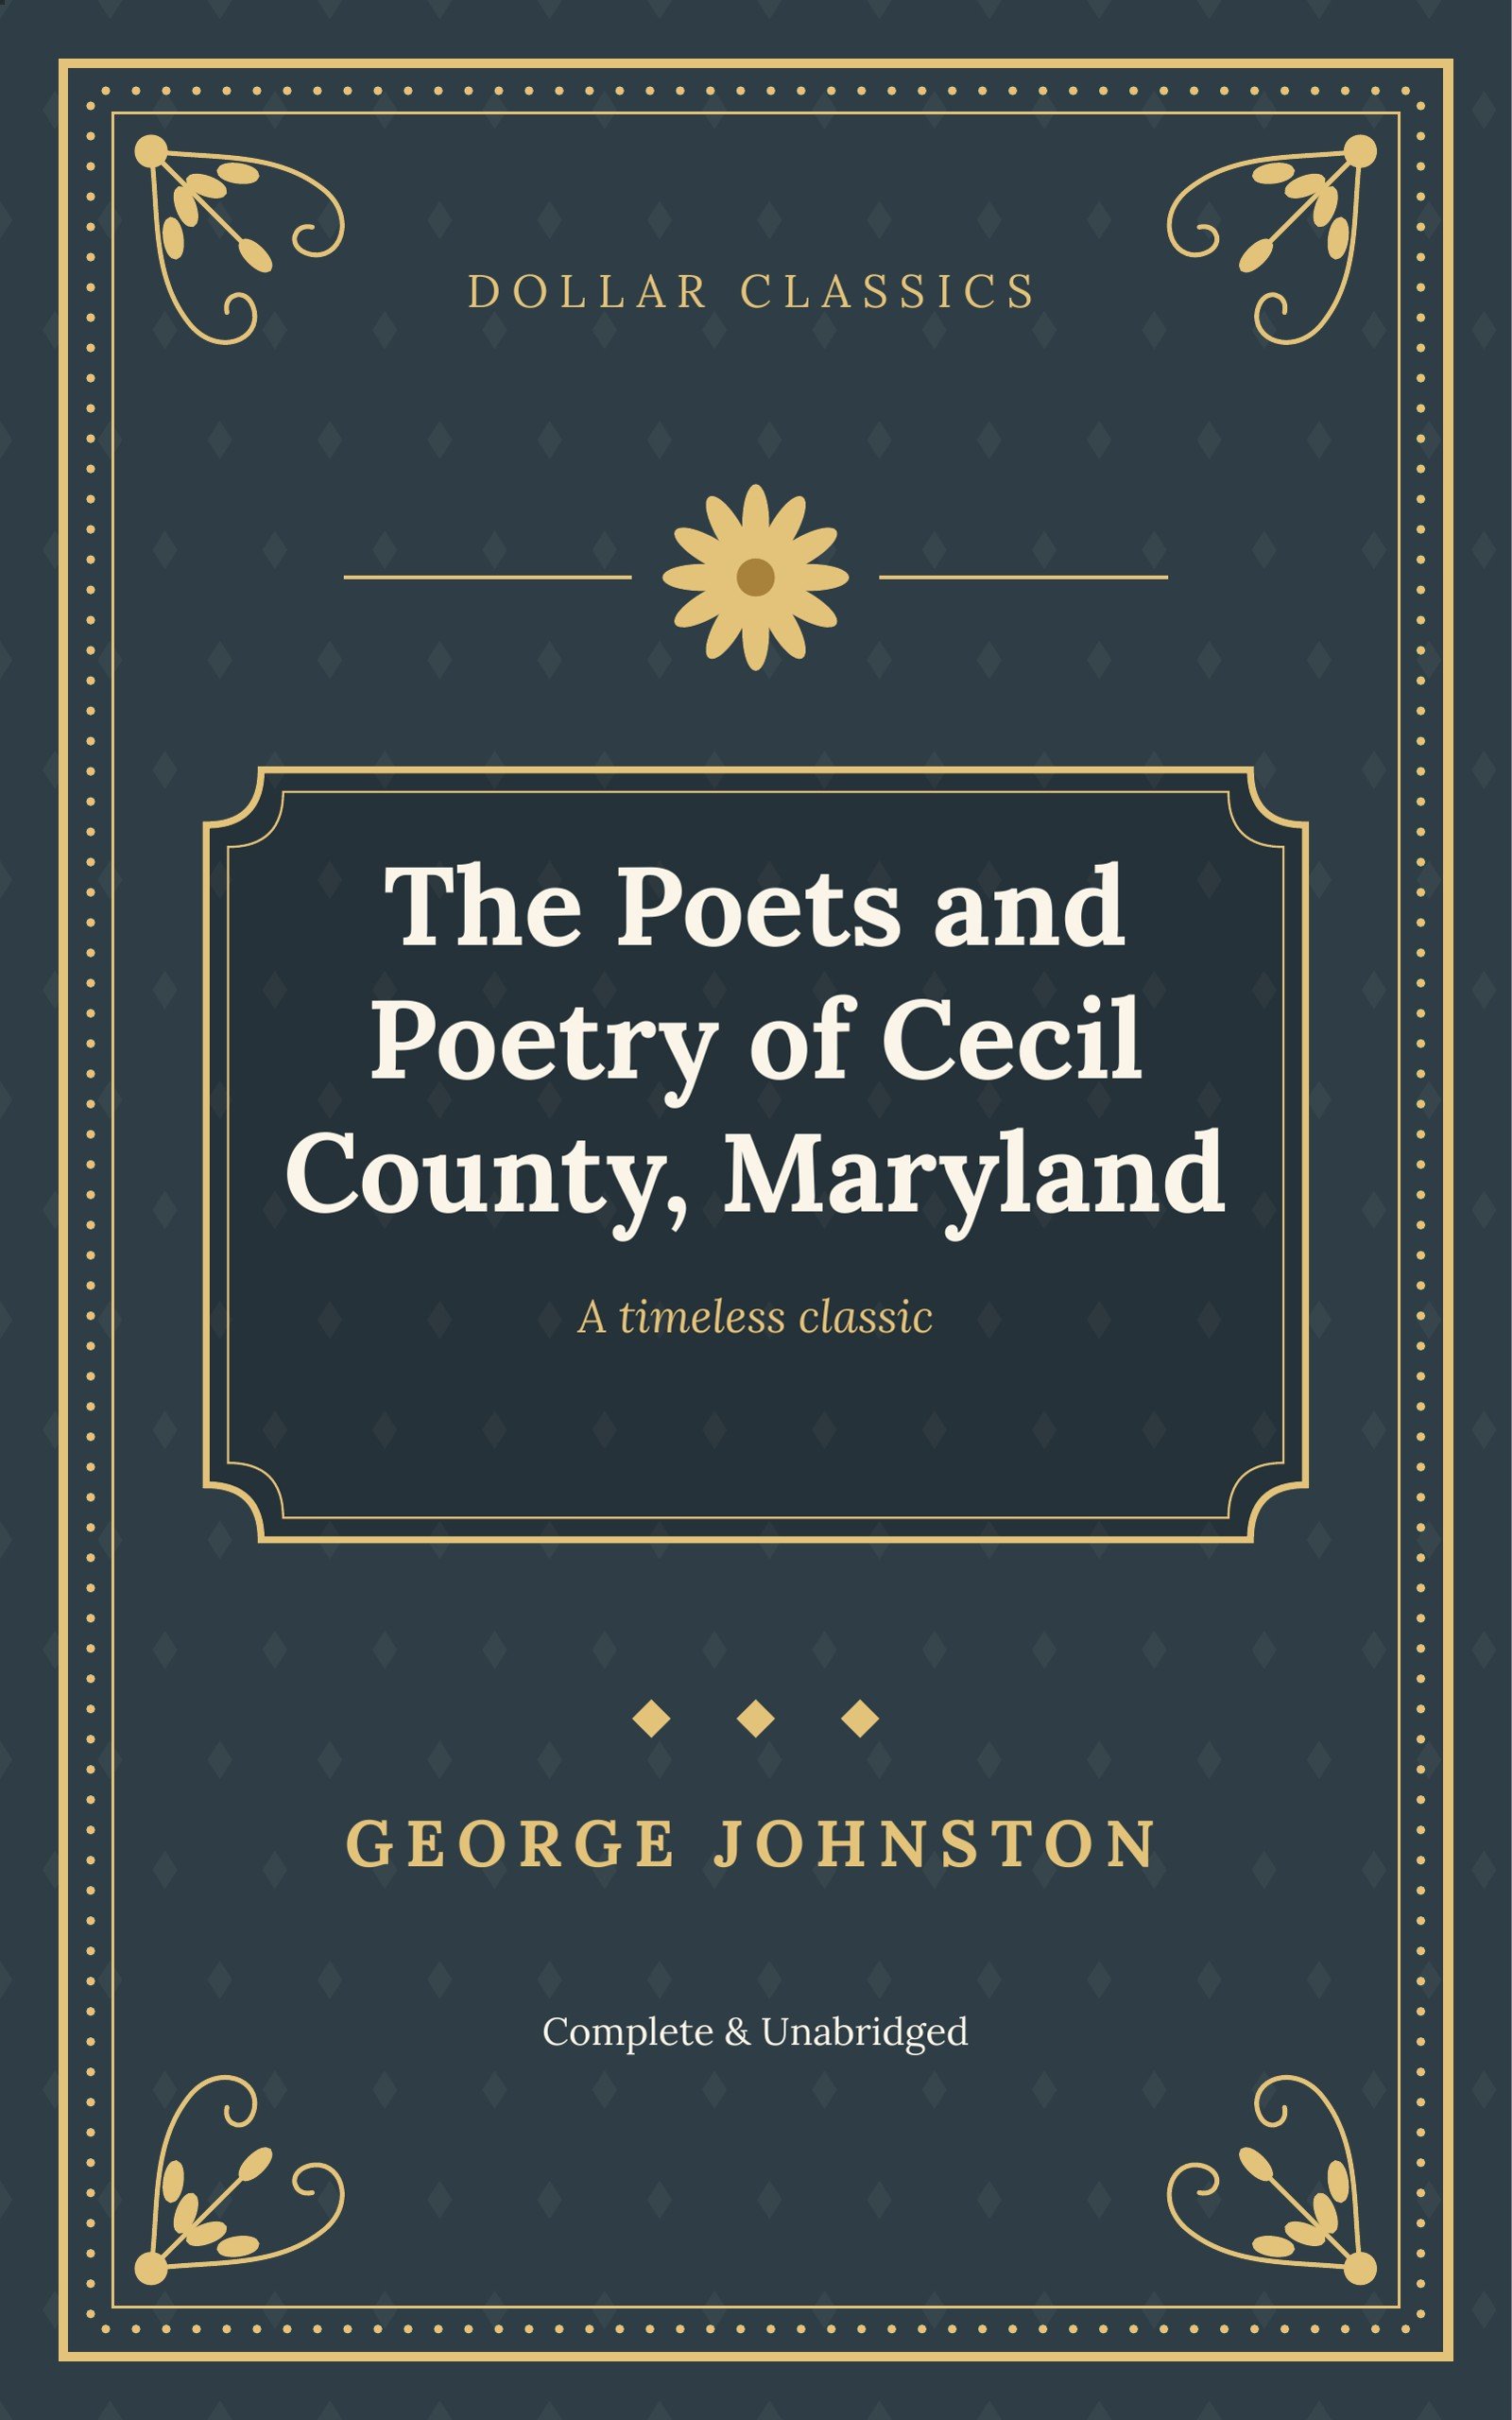 DOLLAR CLASSICS
The Poets and
Poetry of Cecil
County, Maryland
A timeless classic
GEORGE JOHNSTON
Complete & Unabridged